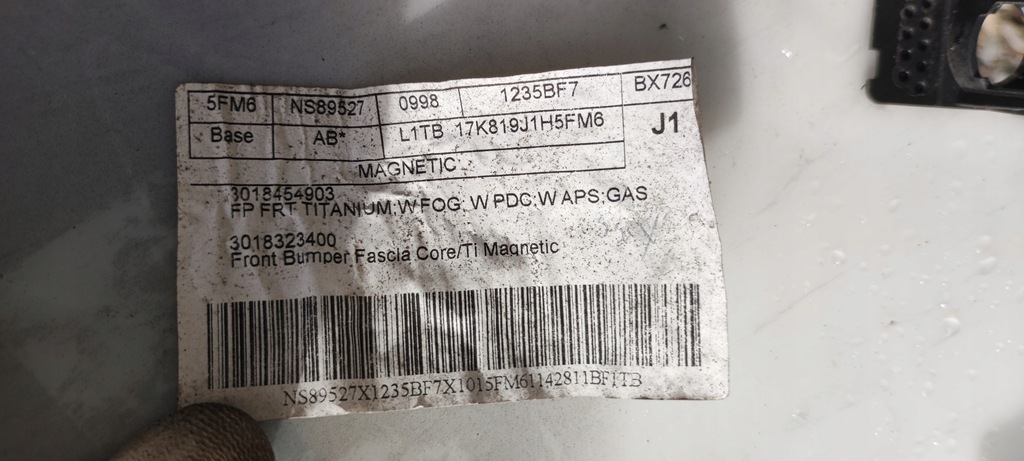 5FM6 NS89527 0998 1235BF7 BX726
Base AB* L1TB 17K819J1H5FM6 J1
MAGNETIC
3018454903
FP FRT TITANIUM;W FOG; W PDC;W APS;GAS
3018323400
Front Bumper Fascia Core/Ti Magnetic
NS89527X1235BF7X1015FM61142811BF1TB